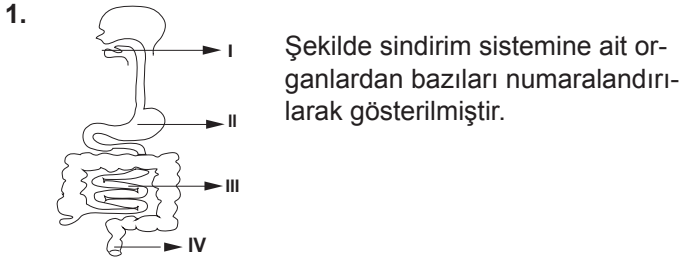 1.
I
Şekilde sindirim sistemine ait or-
ganlardan bazıları numaralandırı-
larak gösterilmiştir.
II
III
IV